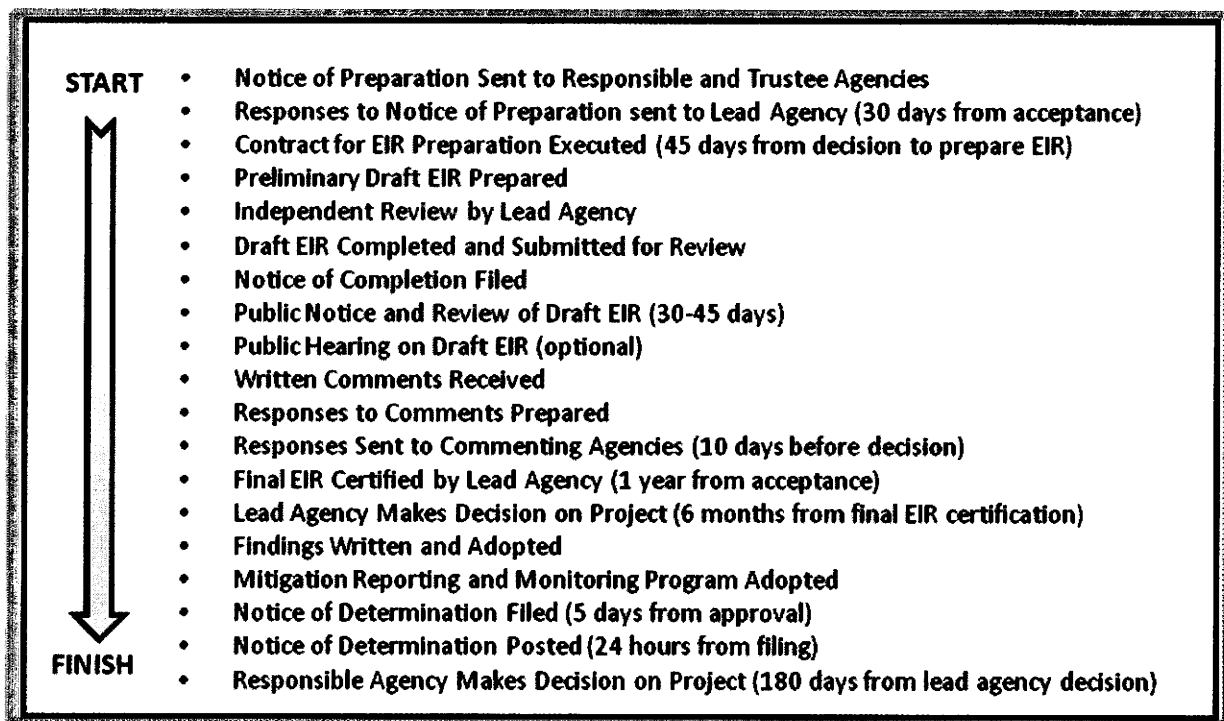 START
• Notice of Preparation Sent to Responsible and Trustee Agencies
• Responses to Notice of Preparation sent to Lead Agency (30 days from acceptance)
• Contract for EIR Preparation Executed (45 days from decision to prepare EIR)
• Preliminary Draft EIR Prepared
• Independent Review by Lead Agency
• Draft EIR Completed and Submitted for Review
• Notice of Completion Filed
• Public Notice and Review of Draft EIR (30-45 days)
• Public Hearing on Draft EIR (optional)
• Written Comments Received
• Responses to Comments Prepared
• Responses Sent to Commenting Agencies (10 days before decision)
• Final EIR Certified by Lead Agency (1 year from acceptance)
• Lead Agency Makes Decision on Project (6 months from final EIR certification)
• Findings Written and Adopted
• Mitigation Reporting and Monitoring Program Adopted
• Notice of Determination Filed (5 days from approval)
• Notice of Determination Posted (24 hours from filing)
FINISH
• Responsible Agency Makes Decision on Project (180 days from lead agency decision)